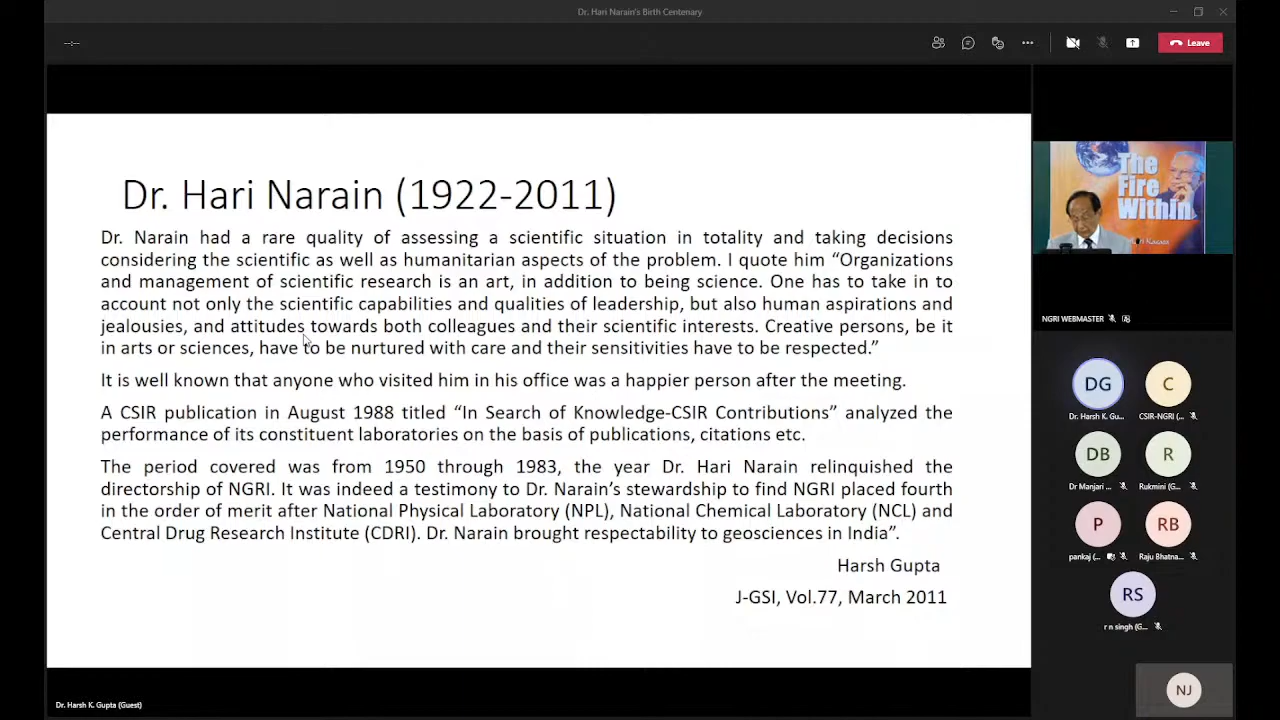 Dr. Hari Narain's Birth Centenary
Leave
Dr. Hari Narain (1922-2011)
Dr. Narain had a rare quality of assessing a scientific situation in totality and taking decisions
considering the scientific as well as humanitarian aspects of the problem. I quote him “Organizations
and management of scientific research is an art, in addition to being science. One has to take in to
account not only the scientific capabilities and qualities of leadership, but also human aspirations and
jealousies, and attitudes towards both colleagues and their scientific interests. Creative persons, be it
in arts or sciences, have to be nurtured with care and their sensitivities have to be respected.”
It is well known that anyone who visited him in his office was a happier person after the meeting.
A CSIR publication in August 1988 titled “In Search of Knowledge-CSIR Contributions” analyzed the
performance of its constituent laboratories on the basis of publications, citations etc.
The period covered was from 1950 through 1983, the year Dr. Hari Narain relinquished the
directorship of NGRI. It was indeed a testimony to Dr. Narain’s stewardship to find NGRI placed fourth
in the order of merit after National Physical Laboratory (NPL), National Chemical Laboratory (NCL) and
Central Drug Research Institute (CDRI). Dr. Narain brought respectability to geosciences in India”.
Harsh Gupta
J-GSI, Vol.77, March 2011
Dr. Harsh K. Gupta (Guest)
The
Fire
Within
NGRI WEBMASTER
DG
C
Dr. Harsh K. Gu...
CSIR-NGRI (...
DB
R
Dr Manjari ...
Rukmini (G...
P
RB
pankaj (...
Raju Bhatna...
RS
r n singh (G...
NJ